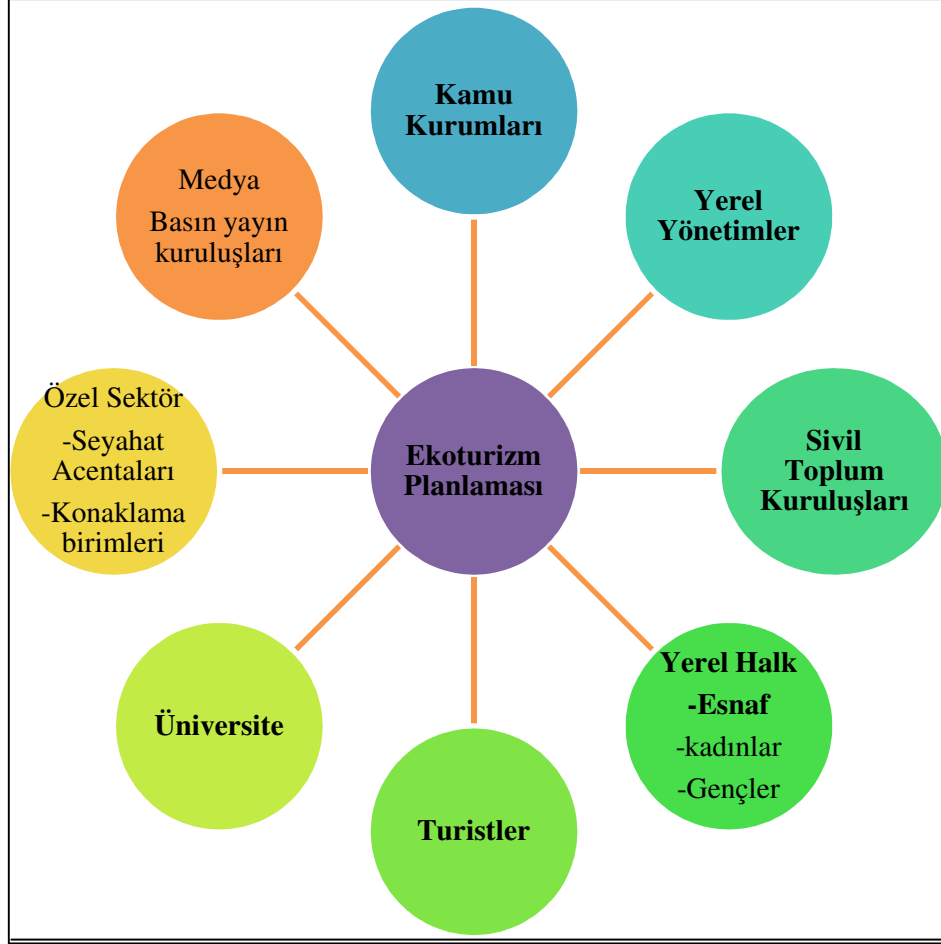 Kamu
Kurumları
Yerel
Yönetimler
Sivil
Toplum
Kuruluşları
Yerel Halk
-Esnaf
-kadınlar
-Gençler
Turistler
Üniversite
Özel Sektör
-Seyahat
Acentaları
-Konaklama
birimleri
Medya
Basın yayın
kuruluşları
Ekoturizm
Planlaması